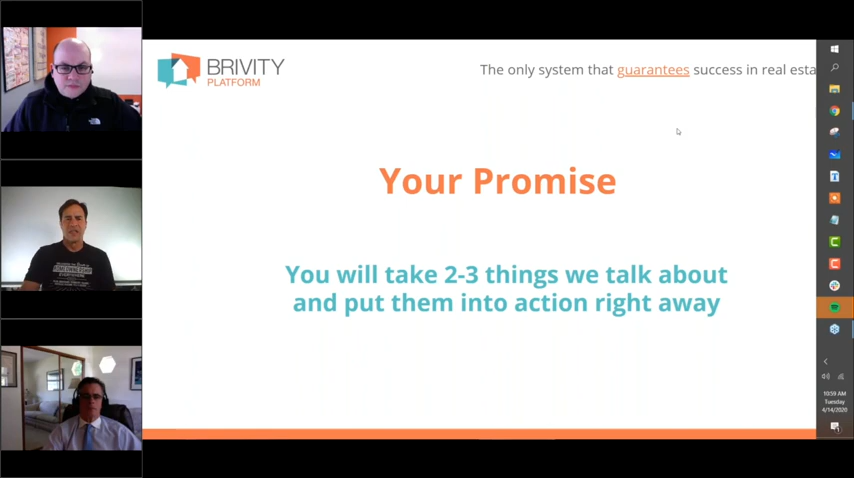 BRIVITY
PLATFORM
The only system that guarantees success in real esta
Your Promise
You will take 2-3 things we talk about
and put them into action right away
HOMEOWNERSHIP
10:59 AM
Tuesday
4/14/2020